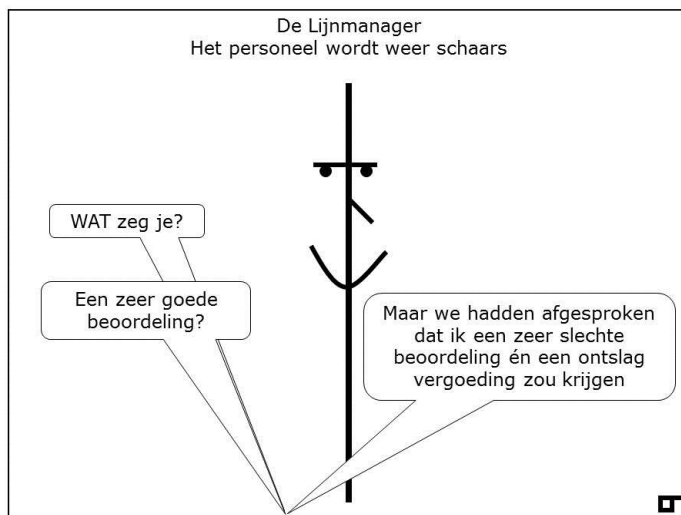 De Lijnmanager
Het personeel wordt weer schaars
WAT zeg je?
Een zeer goede
beoordeling?
Maar we hadden afgesproken
dat ik een zeer slechte
beoordeling én een ontslag
vergoeding zou krijgen